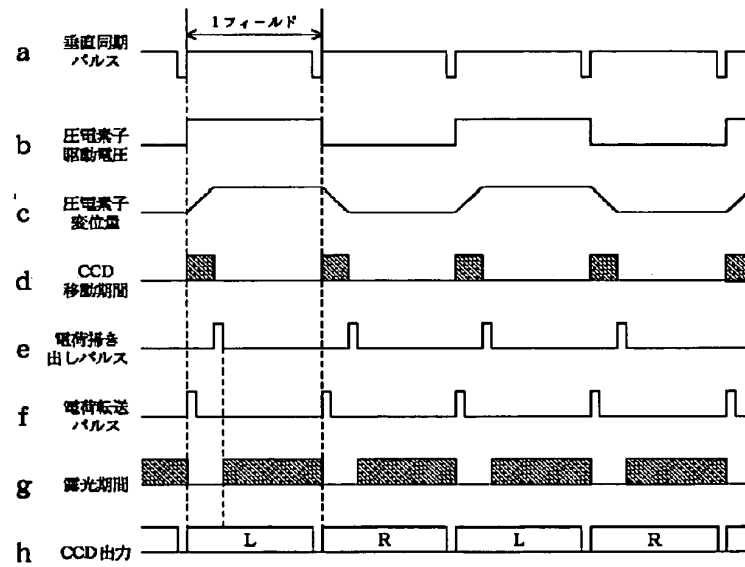 1フィールド
a 垂直同期
パルス
b 圧電素子
駆動電圧
c 圧電素子
変位量
d CCD
移動期間
e 電荷掃き
出しパルス
f 電荷転送
パルス
g 露光期間
h CCD出力 L R L R